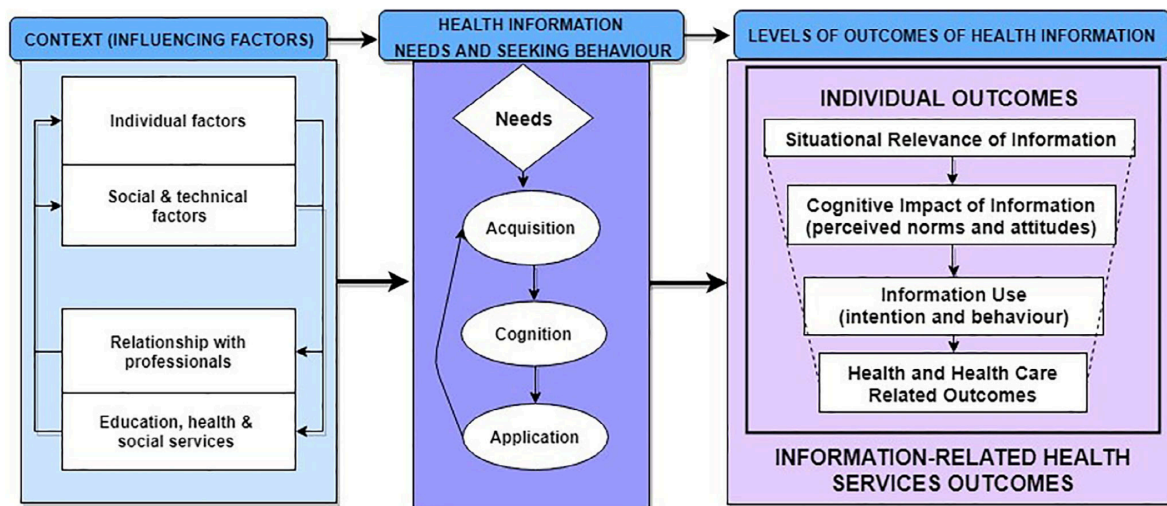 CONTEXT (INFLUENCING FACTORS)
Individual factors
Social & technical
factors
Relationship with
professionals
Education, health &
social services
HEALTH INFORMATION
NEEDS AND SEEKING BEHAVIOUR
Needs
Acquisition
Cognition
Application
LEVELS OF OUTCOMES OF HEALTH INFORMATION
INDIVIDUAL OUTCOMES
Situational Relevance of Information
Cognitive Impact of Information
(perceived norms and attitudes)
Information Use
(intention and behaviour)
Health and Health Care
Related Outcomes
INFORMATION-RELATED HEALTH
SERVICES OUTCOMES